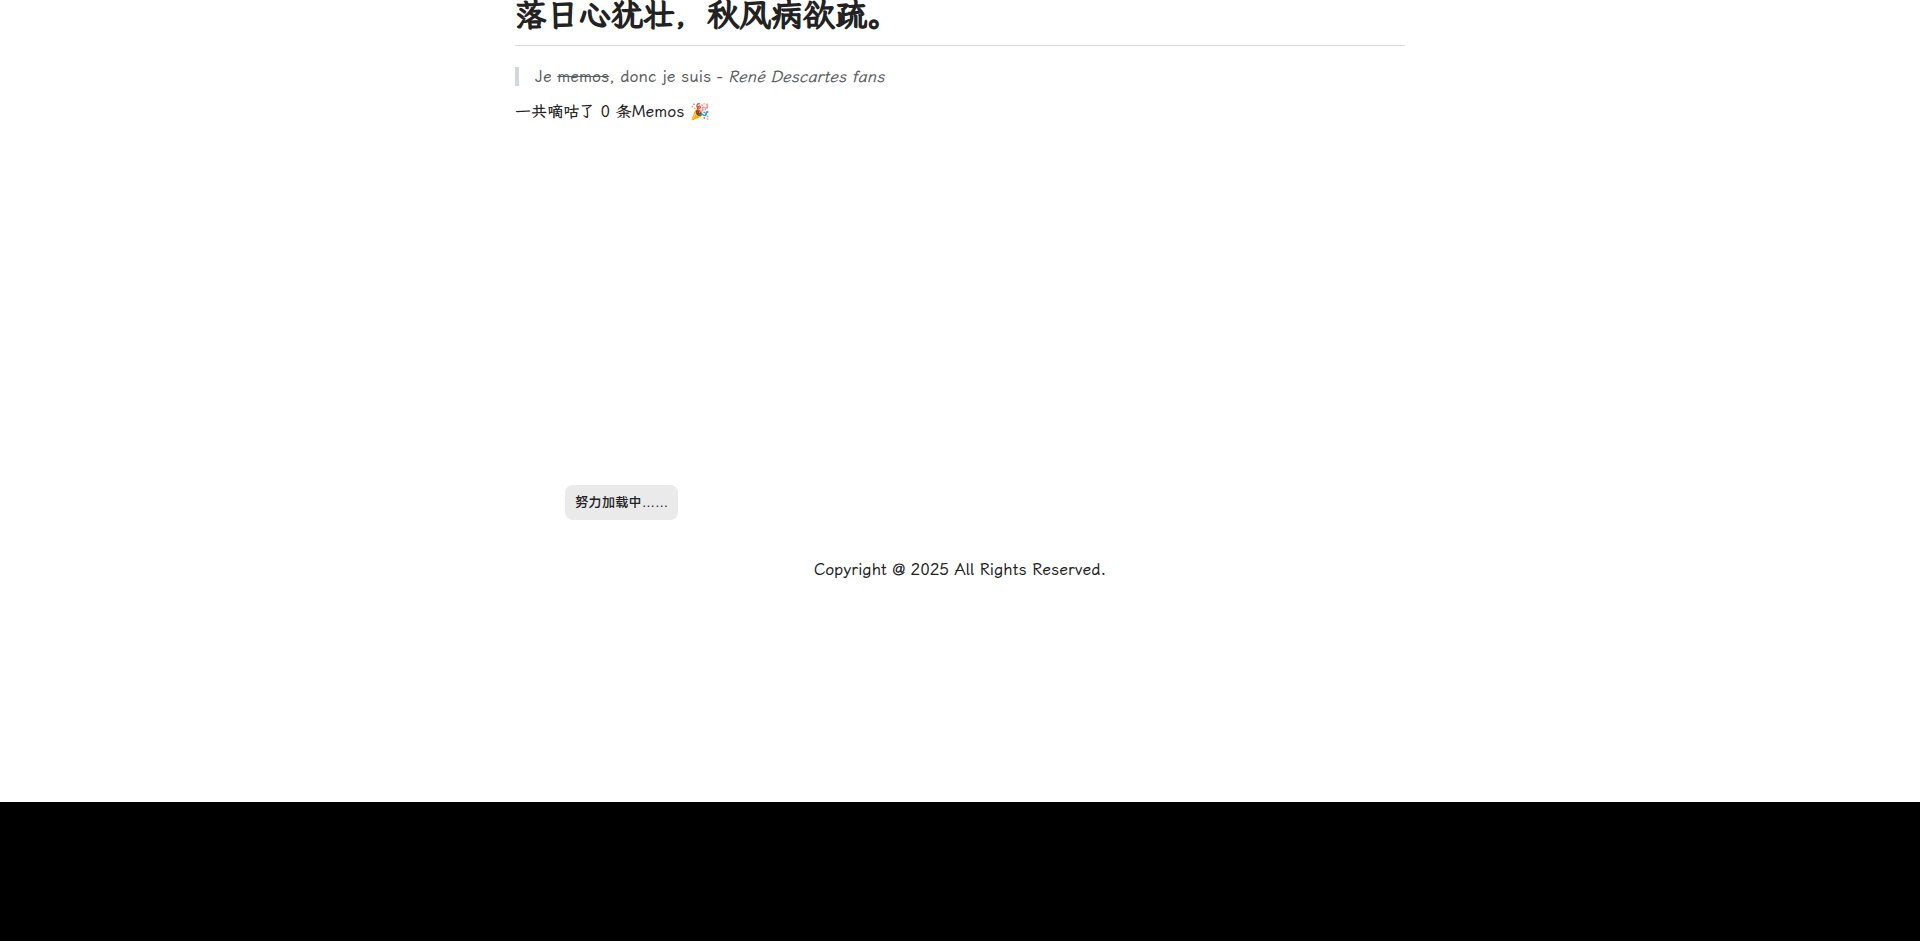 落日心犹壮，秋风病欲疏。
Je memos, donc je suis - René Descartes fans
一共嘀咕了 0 条Memos 🎉
努力加载中……
Copyright @ 2025 All Rights Reserved.